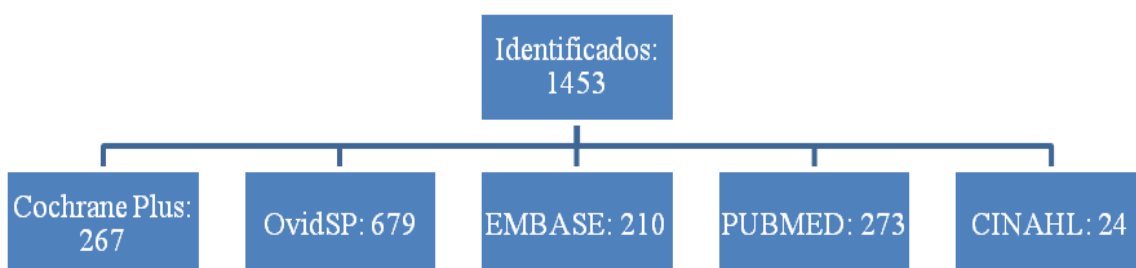 Identificados:
1453
Cochrane Plus:
267
OvidSP: 679
EMBASE: 210
PUBMED: 273
CINAHL: 24